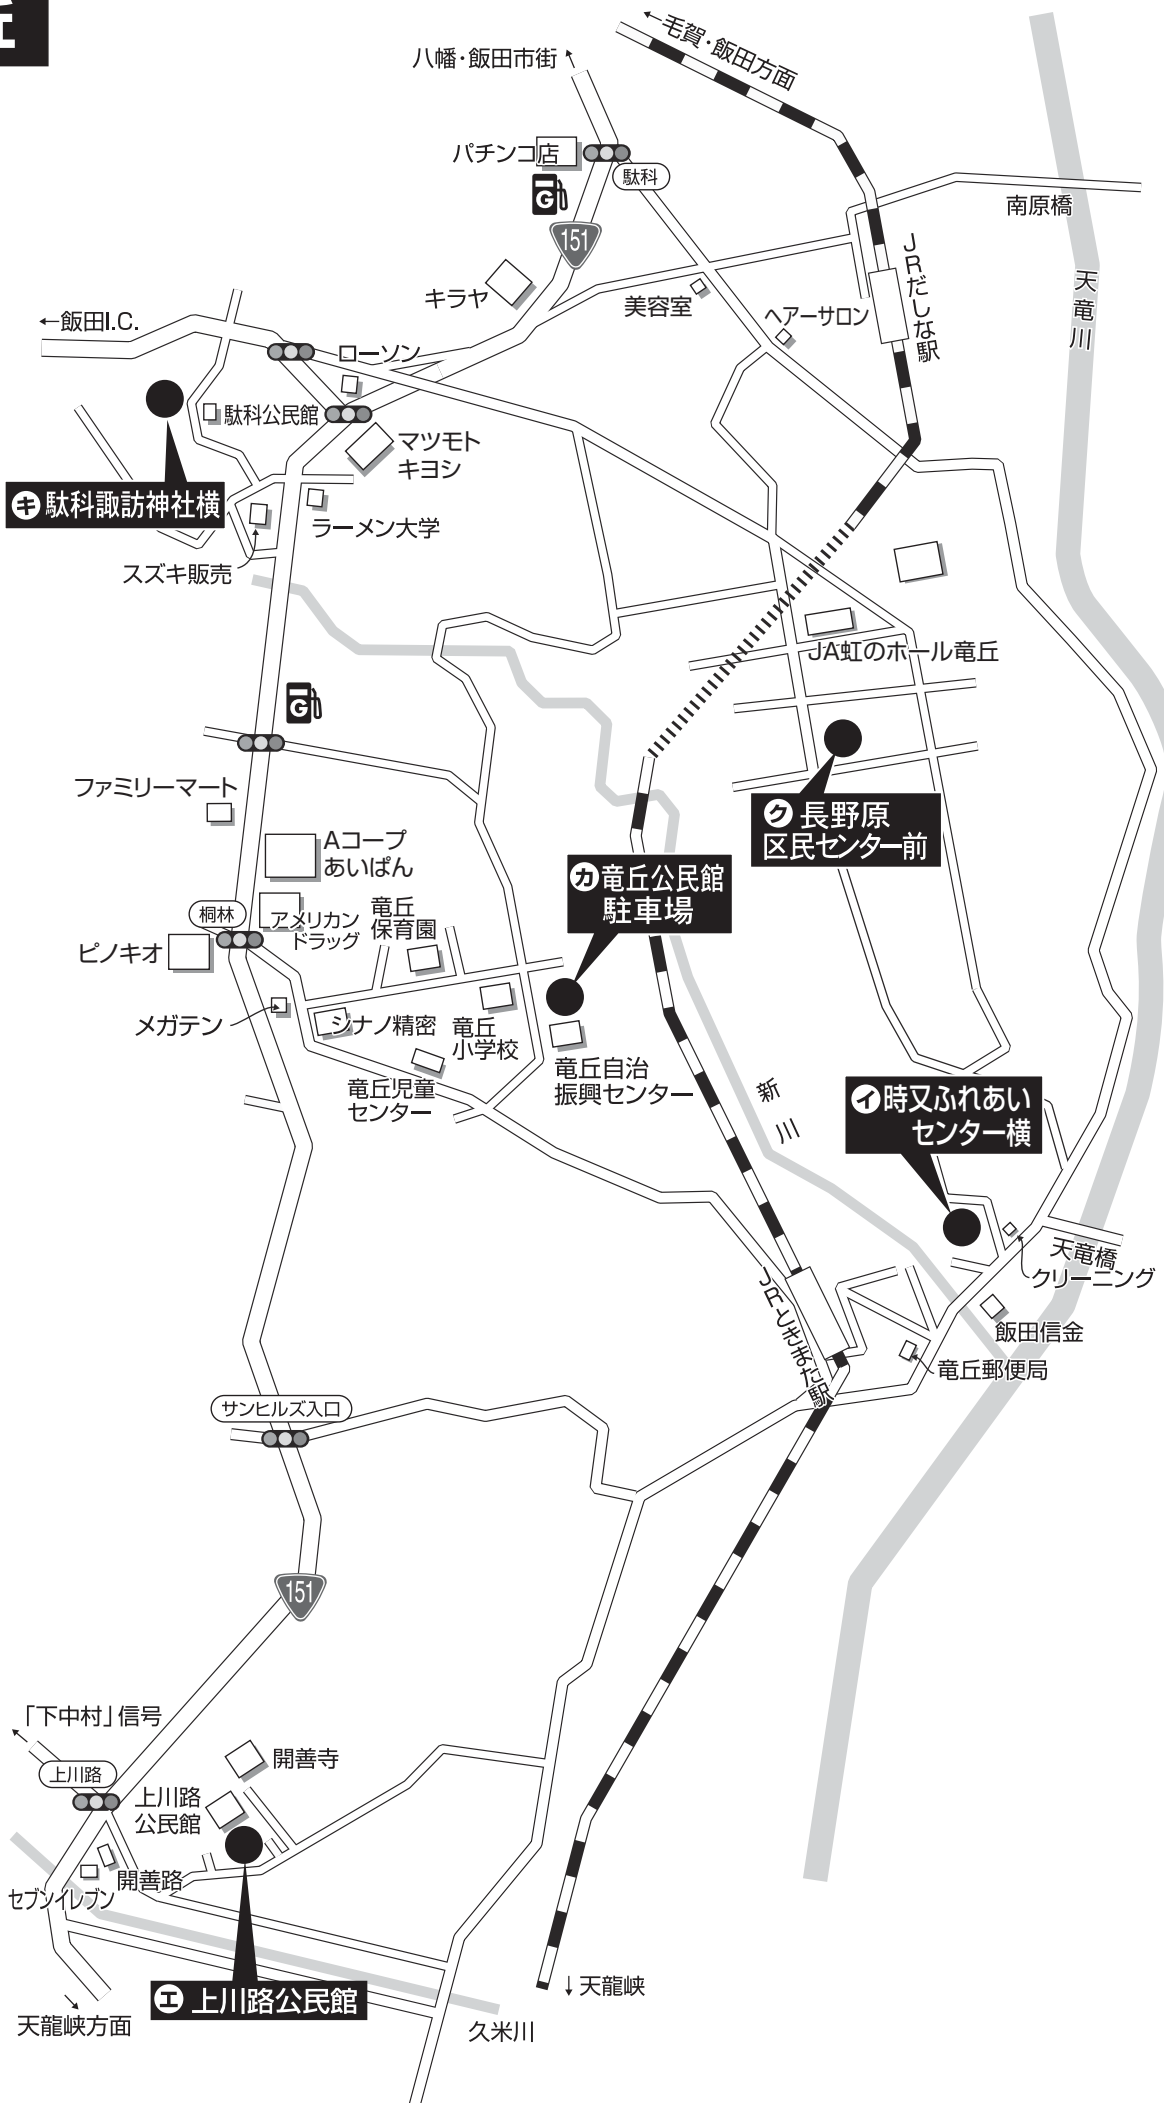 丘
←毛賀・飯田方面
八幡・飯田市街
パチンコ店
駄科
G
南原橋
151
JRだしな駅
天竜川
キラヤ
美容室
ヘアーサロン
←飯田I.C.
ローソン
駄科公民館
マツモト
キヨシ
㋖駄科諏訪神社横
ラーメン大学
スズキ販売
JA虹のホール竜丘
G
ファミリーマート
㋗長野原
区民センター前
Aコープ
あいぱん
㋕竜丘公民館
駐車場
桐林
アメリカン
ドラッグ
竜丘
保育園
ピノキオ
メガテン
シナノ精密
竜丘
小学校
竜丘自治
振興センター
竜丘児童
センター
新川
㋑時又ふれあい
センター横
天竜橋
クリーニング
JRときまた駅
飯田信金
竜丘郵便局
サンヒルズ入口
151
「下中村」信号
開善寺
上川路
上川路
公民館
開善路
セブンイレブン
㋓上川路公民館
↓天龍峡
天龍峡方面
久米川